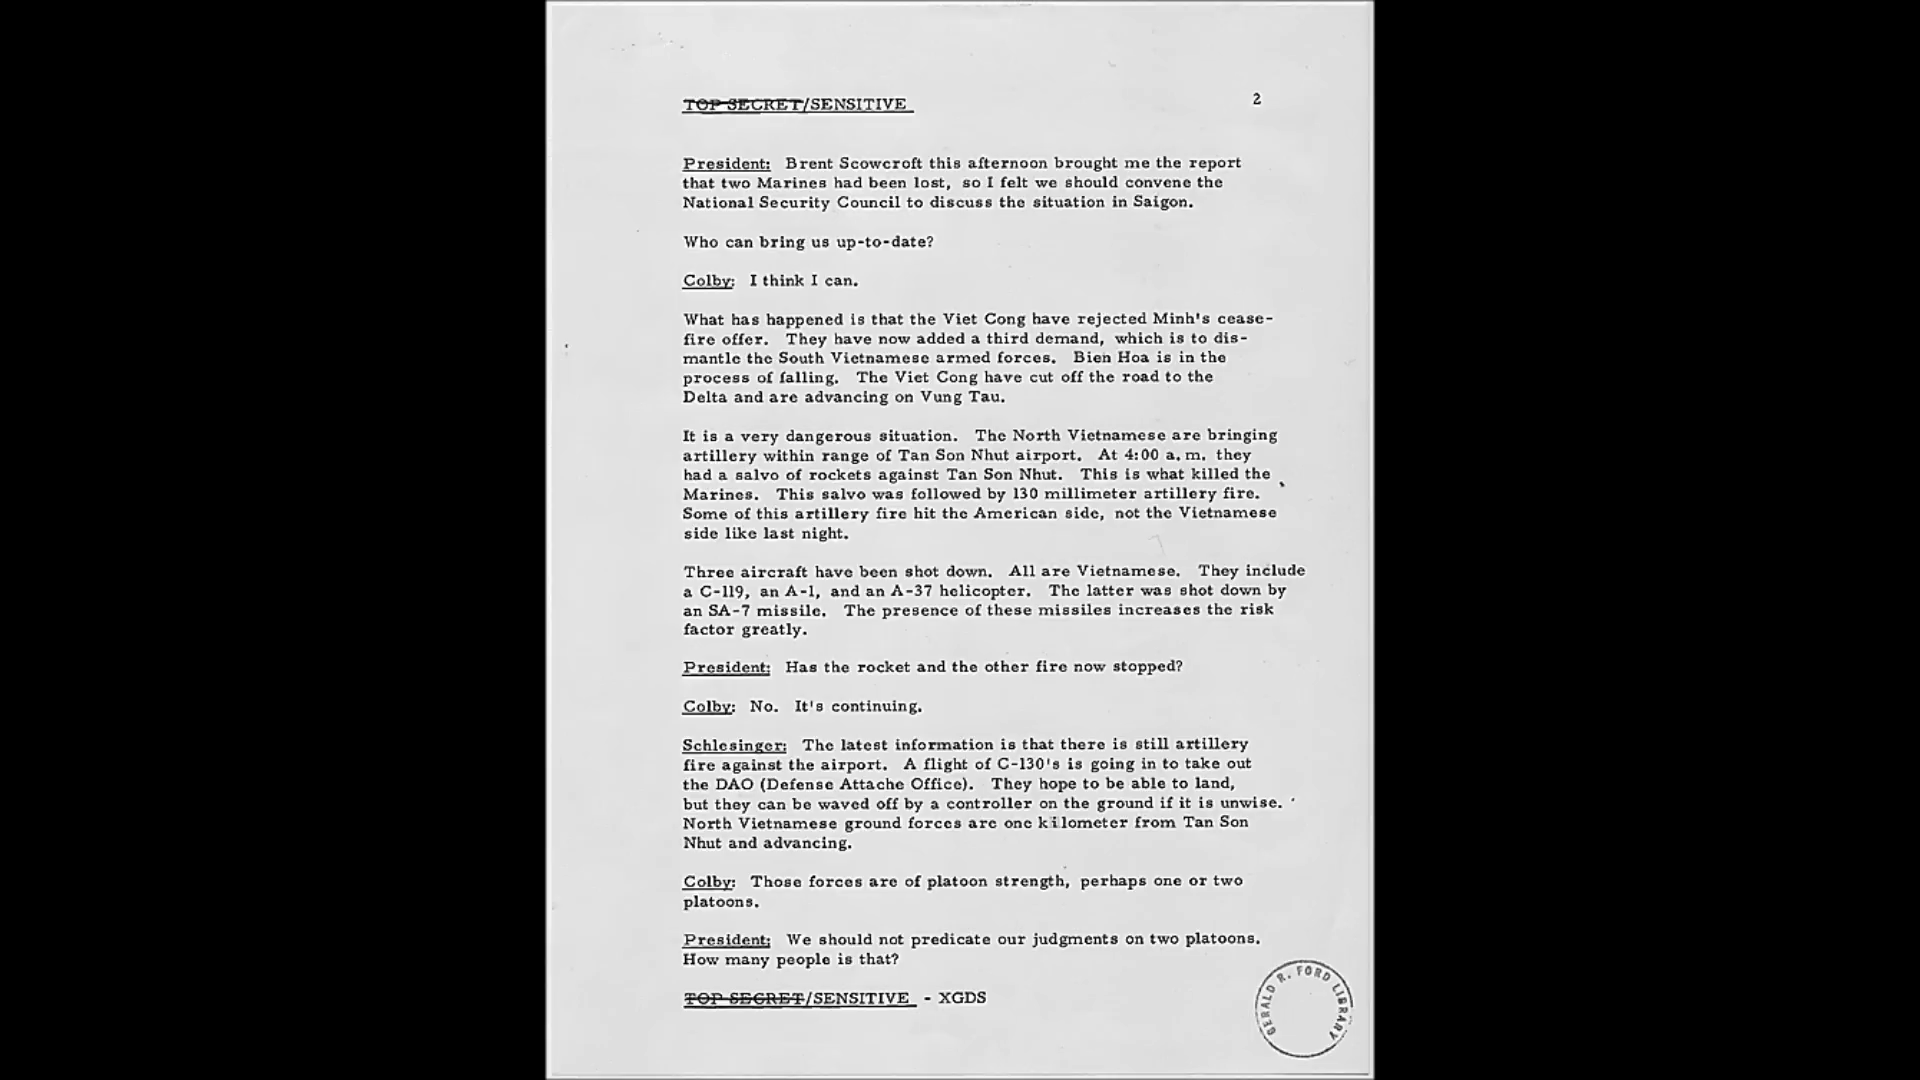 TOP SECRET/SENSITIVE
2
President: Brent Scowcroft this afternoon brought me the report
that two Marines had been lost, so I felt we should convene the
National Security Council to discuss the situation in Saigon.
Who can bring us up-to-date?
Colby: I think I can.
What has happened is that the Viet Cong have rejected Minh's cease-
fire offer. They have now added a third demand, which is to dis-
mantle the South Vietnamese armed forces. Bien Hoa is in the
process of falling. The Viet Cong have cut off the road to the
Delta and are advancing on Vung Tau.
It is a very dangerous situation. The North Vietnamese are bringing
artillery within range of Tan Son Nhut airport. At 4:00 a.m. they
had a salvo of rockets against Tan Son Nhut. This is what killed the
Marines. This salvo was followed by 130 millimeter artillery fire.
Some of this artillery fire hit the American side, not the Vietnamese
side like last night.
Three aircraft have been shot down. All are Vietnamese. They include
a C-119, an A-1, and an A-37 helicopter. The latter was shot down by
an SA-7 missile. The presence of these missiles increases the risk
factor greatly.
President: Has the rocket and the other fire now stopped?
Colby: No. It's continuing.
Schlesinger: The latest information is that there is still artillery
fire against the airport. A flight of C-130's is going in to take out
the DAO (Defense Attache Office). They hope to be able to land,
but they can be waved off by a controller on the ground if it is unwise.
North Vietnamese ground forces are one kilometer from Tan Son
Nhut and advancing.
Colby: Those forces are of platoon strength, perhaps one or two
platoons.
President: We should not predicate our judgments on two platoons.
How many people is that?
TOP SECRET/SENSITIVE - XGDS
GERALD R. FORD LIBRARY